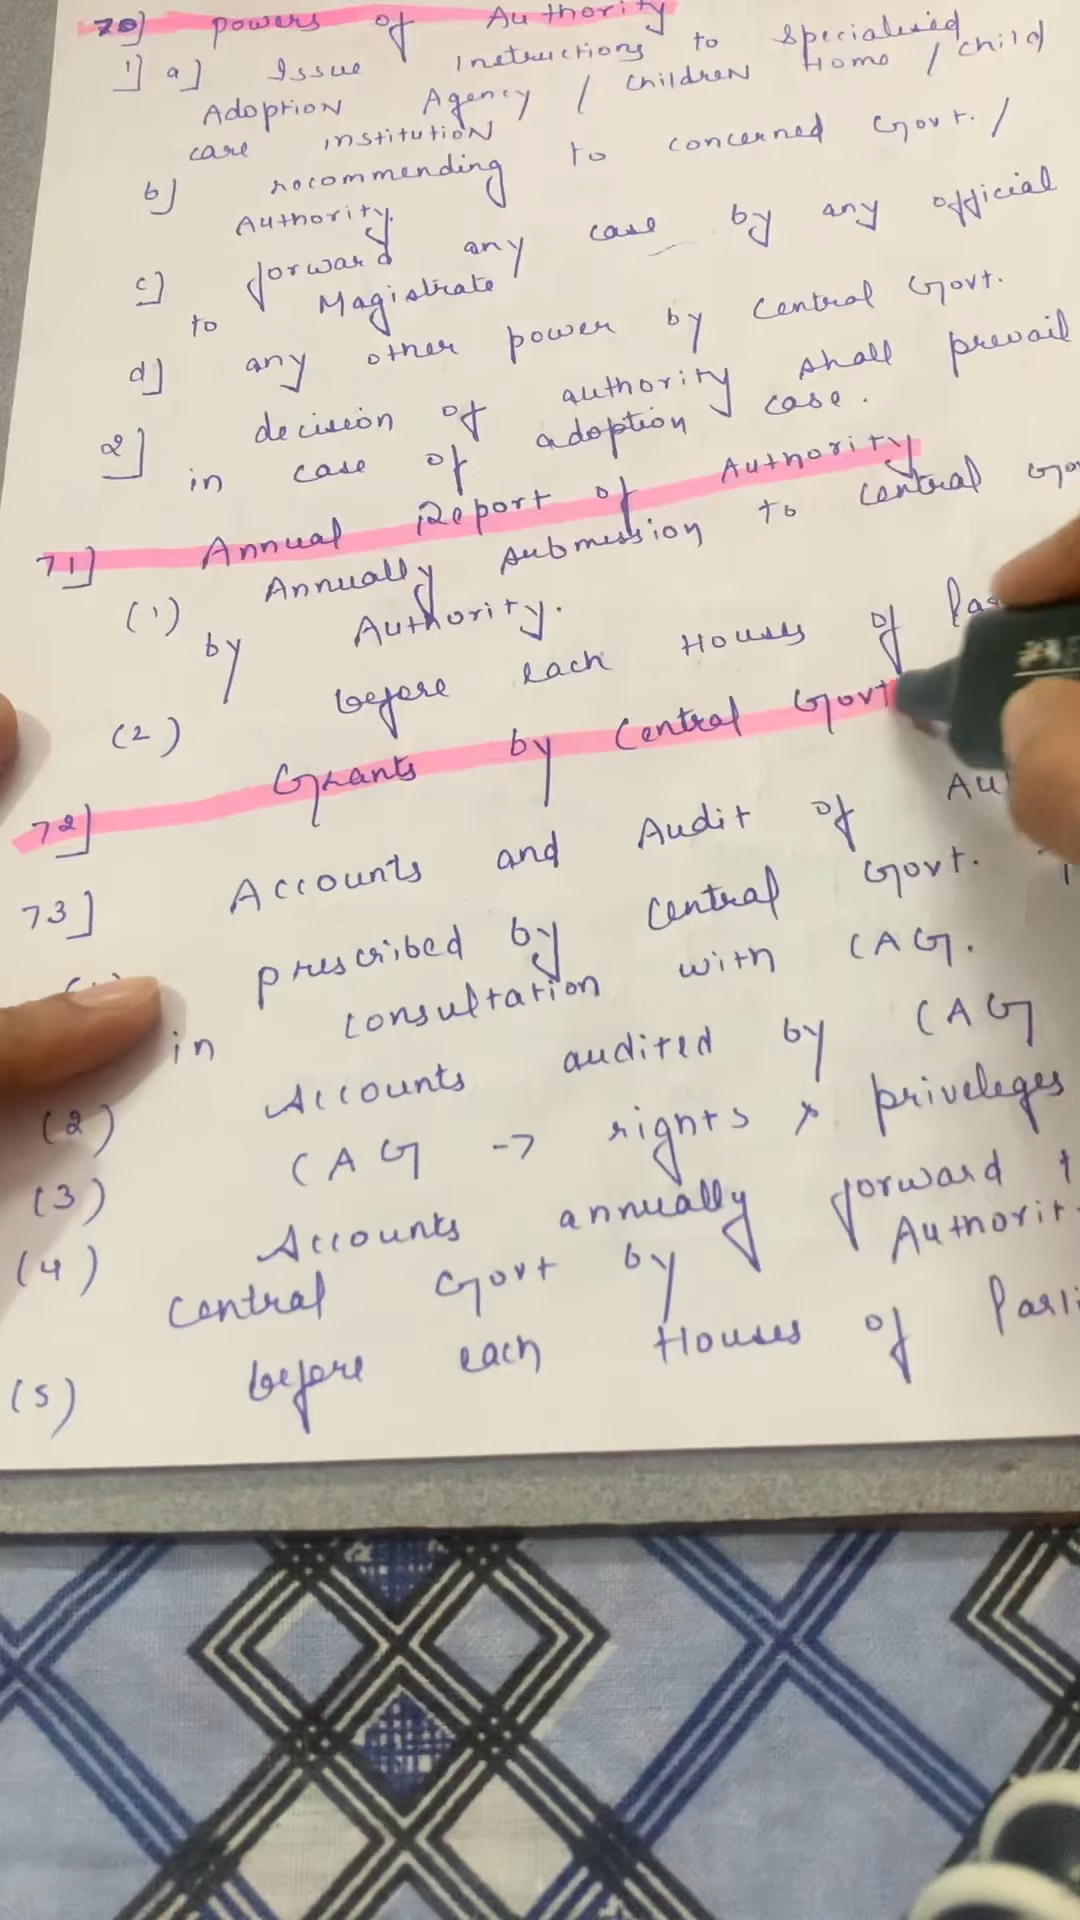 70] Powers of Authority
1] a] Issue Instructions to specialised
Adoption Agency / children Home / child
care institution
b] recommending to concerned Govt. /
Authority.
c] forward any case by any official
to Magistrate
d] any other power by Central Govt.
2] decision of authority shall prevail
in case of adoption case.
71] Annual Report of Authority
(1) Annually submission to central
by Authority.
(2) before each Houses of
72] Grants by Central Govt
73] Accounts and Audit of
prescribed by Central Govt.
in consultation with CAG.
(2) Accounts audited by CAG
(3) CAG → rights & priveleges
(4) Accounts annually forward
Central Govt by Authorit
(5) before each Houses of Parli